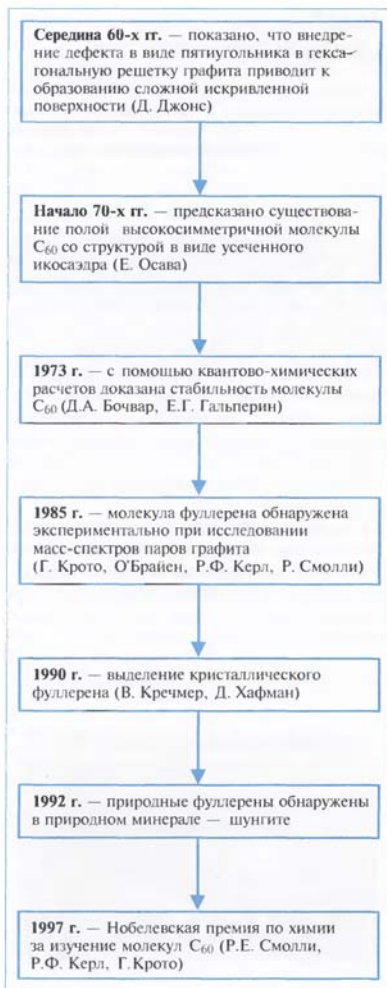 Середина 60-х гг. — показано, что внедре-
ние дефекта в виде пятиугольника в гекса-
гональную решетку графита приводит к
образованию сложной искривленной
поверхности (Д. Джонс)
Начало 70-х гг. — предсказано существова-
ние полой высокосимметричной молекулы
C₆₀ со структурой в виде усеченного
икосаэдра (Е. Осава)
1973 г. — с помощью квантово-химических
расчетов доказана стабильность молекулы
C₆₀ (Д.А. Бочвар, Е.Г. Гальперин)
1985 г. — молекула фуллерена обнаружена
экспериментально при исследовании
масс-спектров паров графита
(Г. Крото, О'Брайен, Р.Ф. Керл, Р. Смолли)
1990 г. — выделение кристаллического
фуллерена (В. Кречмер, Д. Хафман)
1992 г. — природные фуллерены обнаружены
в природном минерале — шунгите
1997 г. — Нобелевская премия по химии
за изучение молекул C₆₀ (Р.Е. Смолли,
Р.Ф. Керл, Г.Крото)